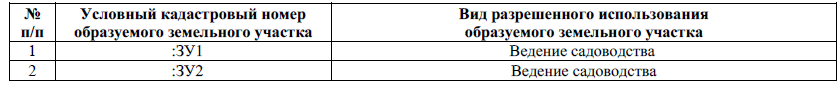 № п/п Условный кадастровый номер образуемого земельного участка Вид разрешенного использования образуемого земельного участка
1 :ЗУ1 Ведение садоводства
2 :ЗУ2 Ведение садоводства